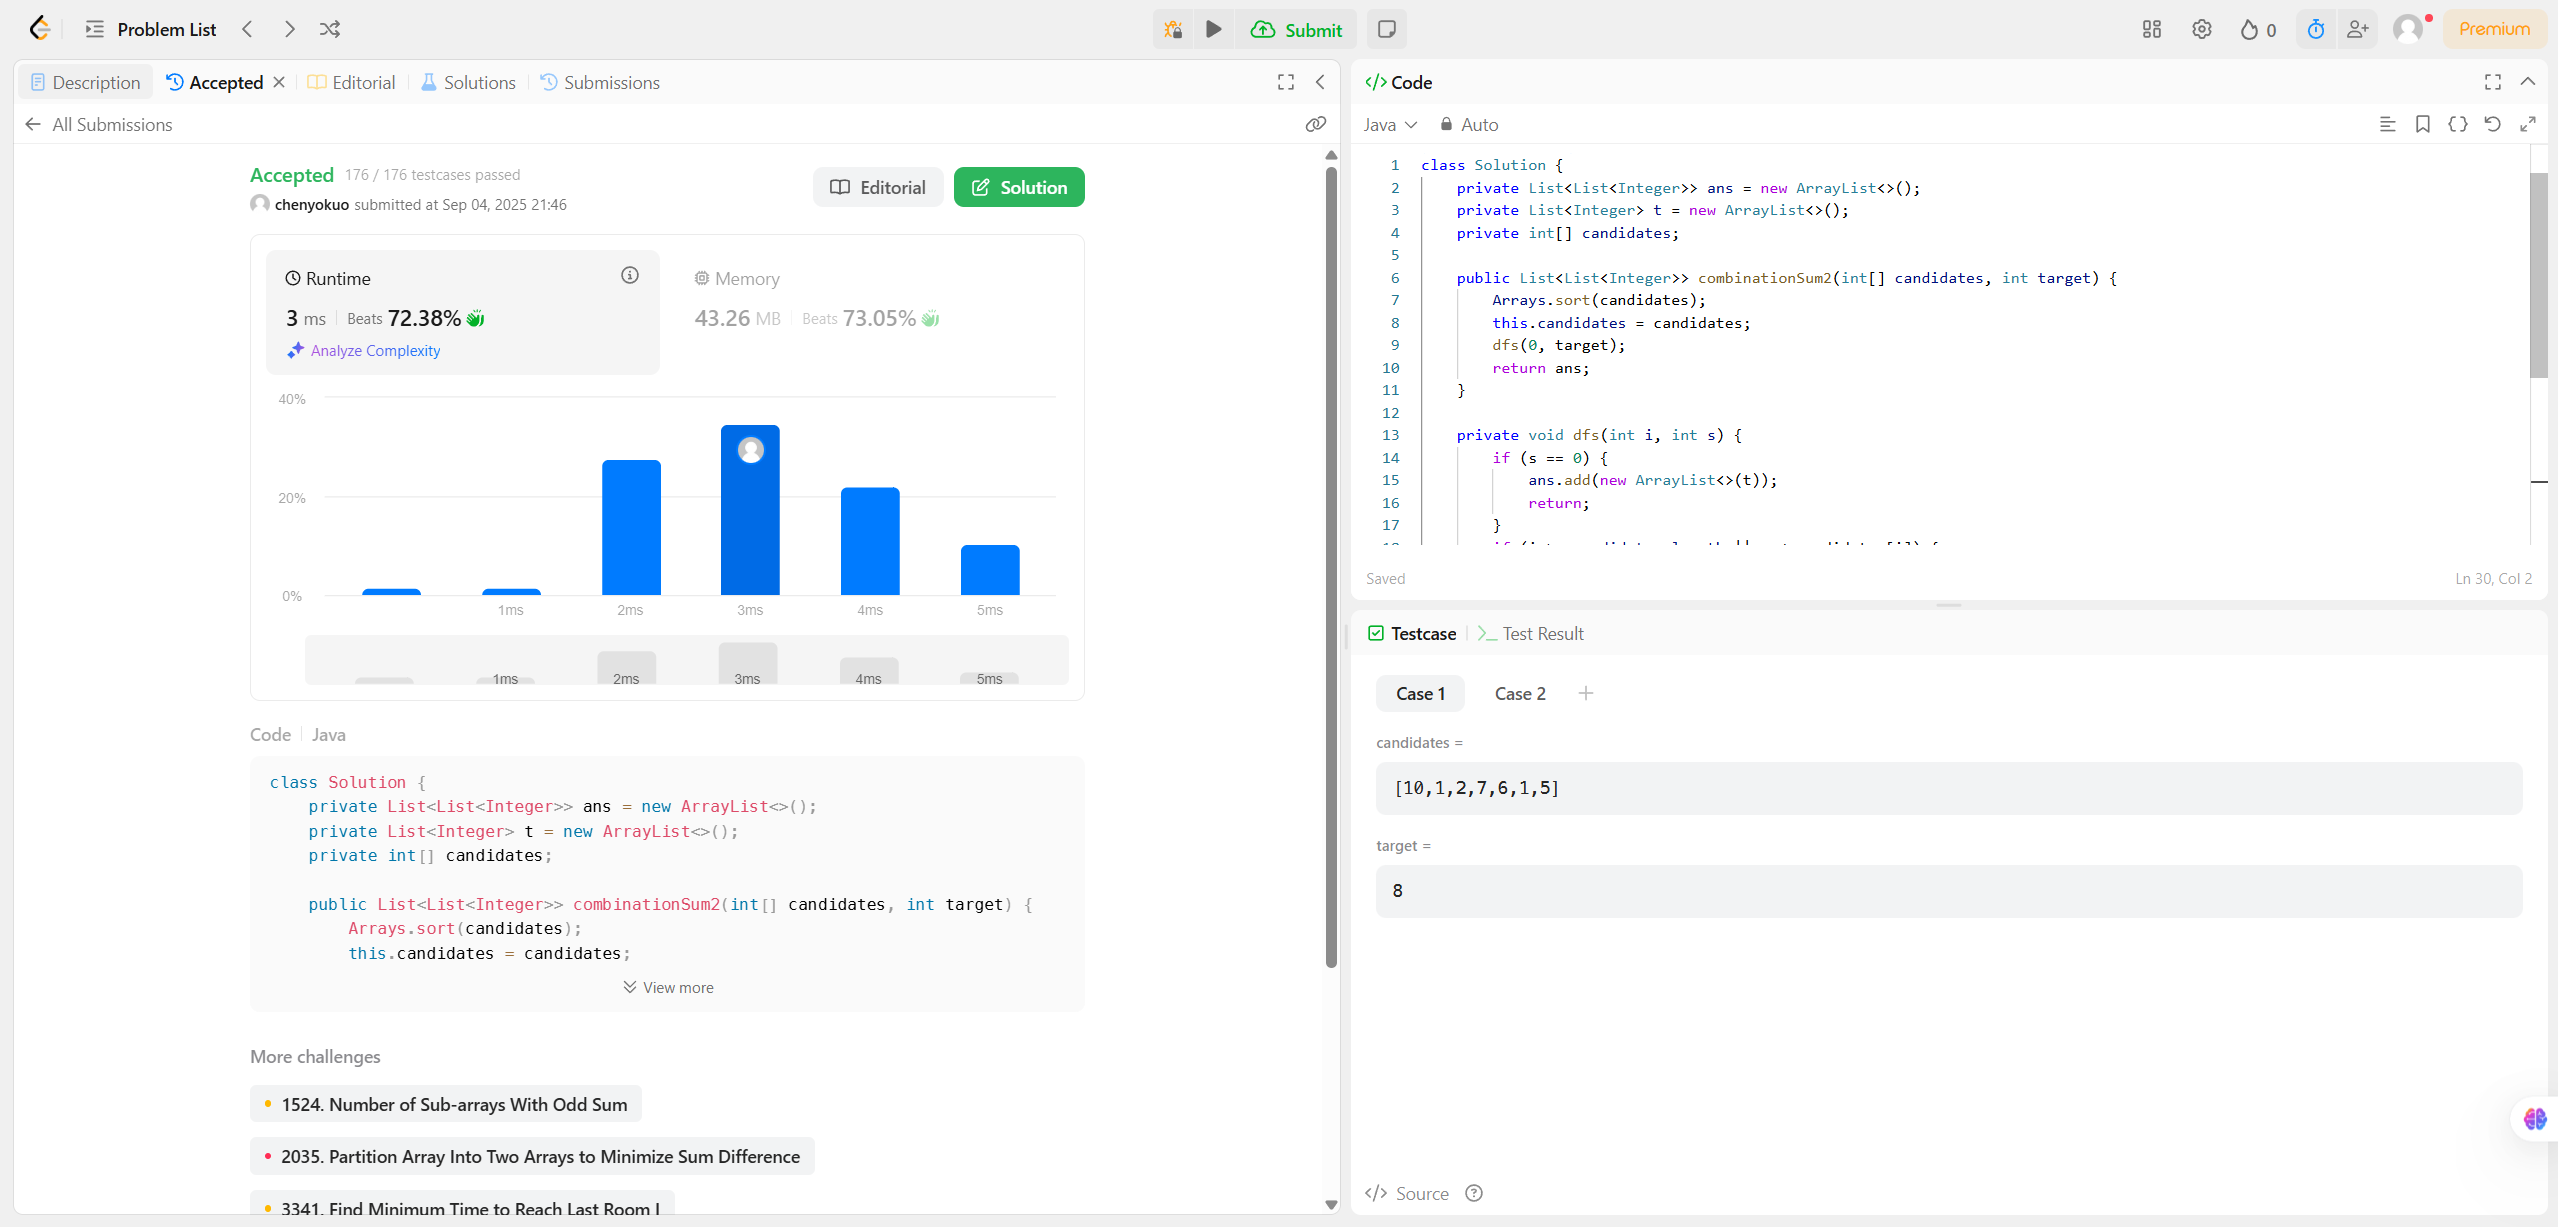 Problem List
Submit
0
Premium
Description
Accepted
Editorial
Solutions
Submissions
All Submissions
Accepted 176 / 176 testcases passed
chenyokuo submitted at Sep 04, 2025 21:46
Editorial
Solution
Runtime
3 ms Beats 72.38%
Analyze Complexity
Memory
43.26 MB Beats 73.05%
40%
20%
0%
1ms 2ms 3ms 4ms 5ms
1ms 2ms 3ms 4ms 5ms
Code Java
class Solution {
    private List<List<Integer>> ans = new ArrayList<>();
    private List<Integer> t = new ArrayList<>();
    private int[] candidates;
    public List<List<Integer>> combinationSum2(int[] candidates, int target) {
        Arrays.sort(candidates);
        this.candidates = candidates;
View more
More challenges
1524. Number of Sub-arrays With Odd Sum
2035. Partition Array Into Two Arrays to Minimize Sum Difference
3341. Find Minimum Time to Reach Last Room I
</> Code
Java
Auto
1 class Solution {
2     private List<List<Integer>> ans = new ArrayList<>();
3     private List<Integer> t = new ArrayList<>();
4     private int[] candidates;
5
6     public List<List<Integer>> combinationSum2(int[] candidates, int target) {
7         Arrays.sort(candidates);
8         this.candidates = candidates;
9         dfs(0, target);
10         return ans;
11     }
12
13     private void dfs(int i, int s) {
14         if (s == 0) {
15             ans.add(new ArrayList<>(t));
16             return;
17         }
Saved
Ln 30, Col 2
Testcase
Test Result
Case 1
Case 2
candidates =
[10,1,2,7,6,1,5]
target =
8
</> Source